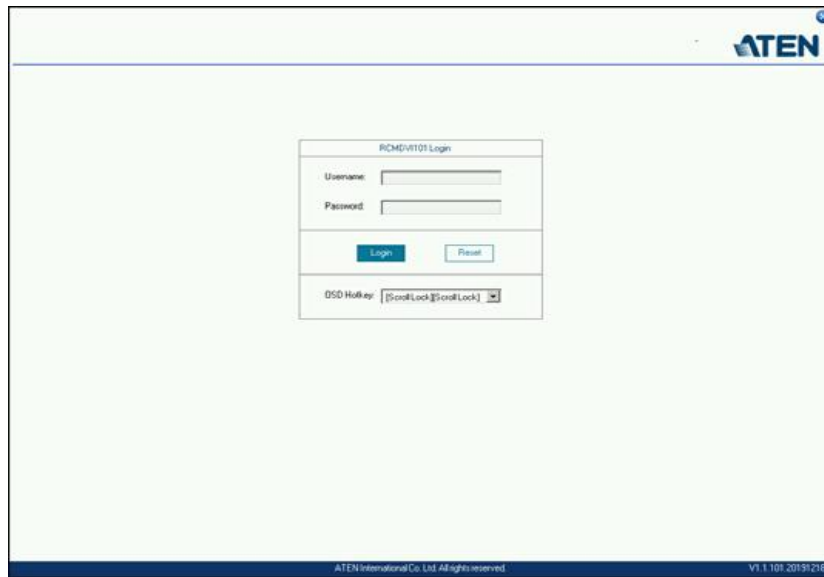 ATEN
RCMDVI101 Login
Username:
Password:
Login
Reset
OSD Hotkey:
[Scroll Lock][Scroll Lock]
ATEN International Co. Ltd. All rights reserved.
V1.1.101.20191218